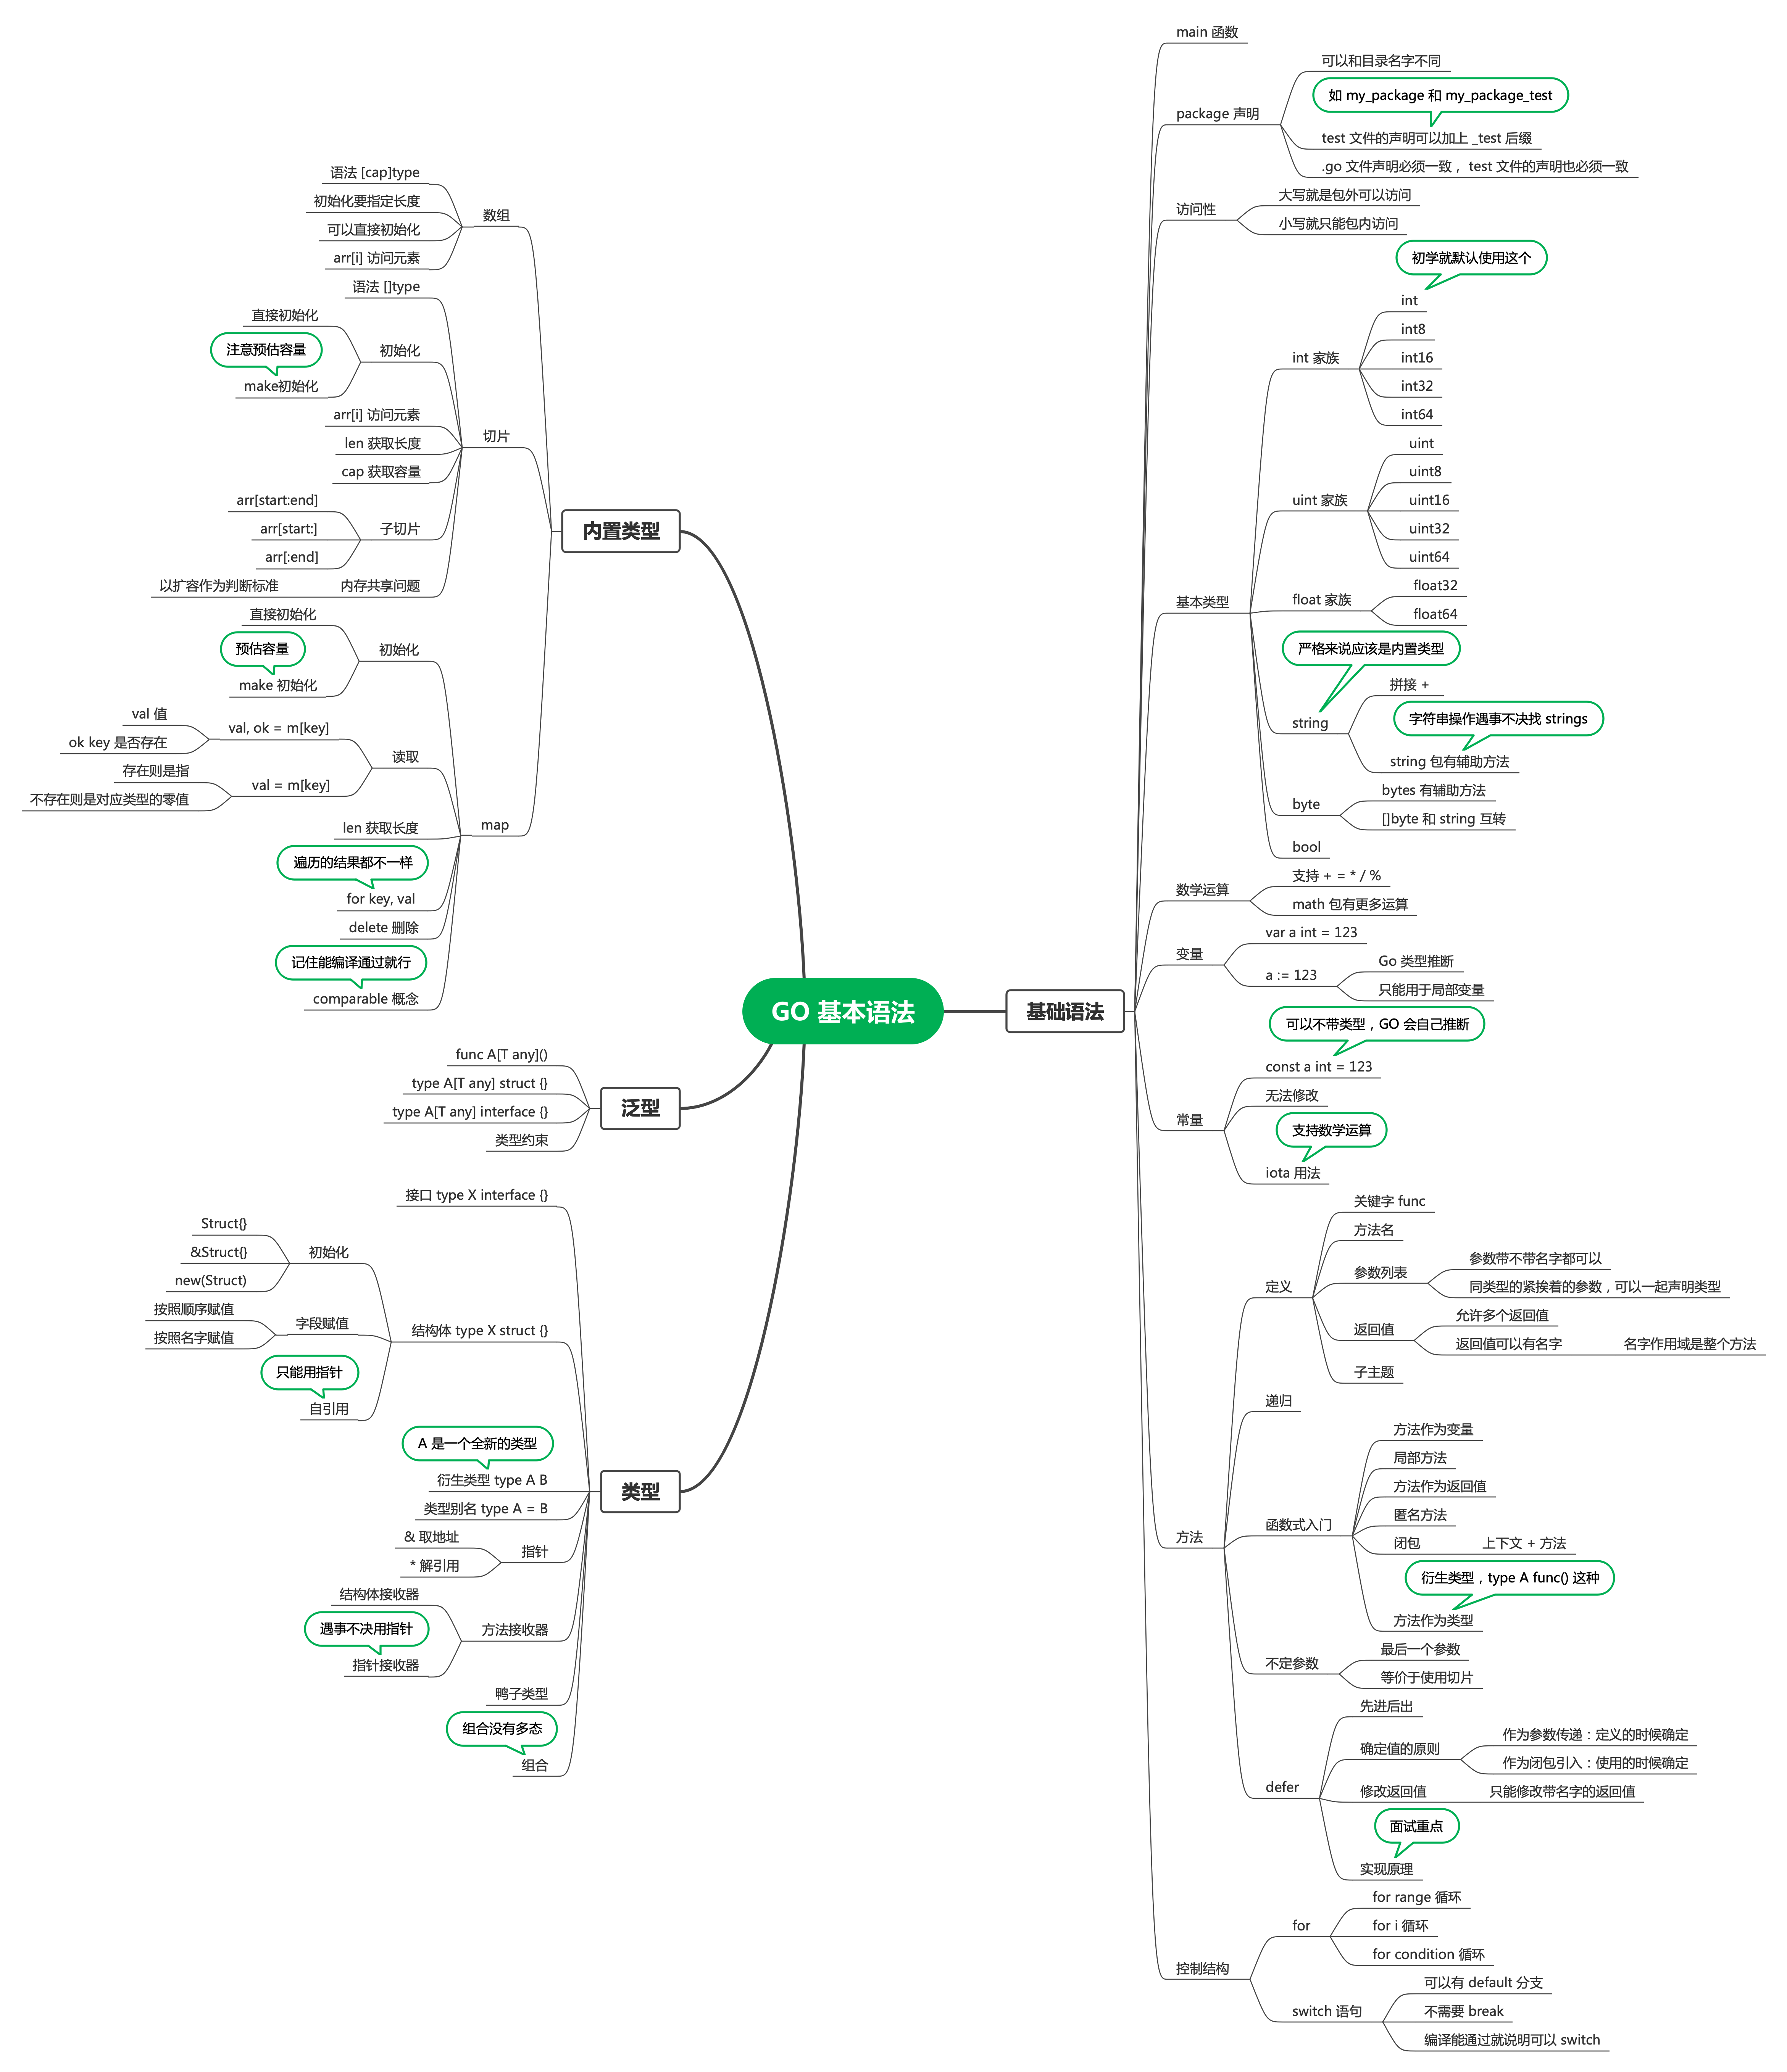 GO 基本语法
基础语法
main 函数
package 声明
可以和目录名字不同
如 my_package 和 my_package_test
test 文件的声明可以加上 _test 后缀
.go 文件声明必须一致，test 文件的声明也必须一致
访问性
大写就是包外可以访问
小写就只能包内访问
基本类型
int 家族
初学就默认使用这个
int
int8
int16
int32
int64
uint 家族
uint
uint8
uint16
uint32
uint64
float 家族
float32
float64
严格来说应该是内置类型
string
拼接 +
字符串操作遇事不决找 strings
string 包有辅助方法
byte
bytes 有辅助方法
[]byte 和 string 互转
bool
数学运算
支持 + = * / %
math 包有更多运算
变量
var a int = 123
a := 123
Go 类型推断
只能用于局部变量
常量
可以不带类型，GO 会自己推断
const a int = 123
无法修改
支持数学运算
iota 用法
方法
定义
关键字 func
方法名
参数列表
参数带不带名字都可以
同类型的紧挨着的参数，可以一起声明类型
返回值
允许多个返回值
返回值可以有名字
名字作用域是整个方法
子主题
递归
函数式入门
方法作为变量
局部方法
方法作为返回值
匿名方法
闭包
上下文 + 方法
衍生类型，type A func() 这种
方法作为类型
不定参数
最后一个参数
等价于使用切片
defer
先进后出
确定值的原则
作为参数传递：定义的时候确定
作为闭包引入：使用的时候确定
修改返回值
只能修改带名字的返回值
面试重点
实现原理
控制结构
for
for range 循环
for i 循环
for condition 循环
switch 语句
可以有 default 分支
不需要 break
编译能通过就说明可以 switch
内置类型
数组
语法 [cap]type
初始化要指定长度
可以直接初始化
arr[i] 访问元素
切片
语法 []type
初始化
直接初始化
注意预估容量
make初始化
arr[i] 访问元素
len 获取长度
cap 获取容量
子切片
arr[start:end]
arr[start:]
arr[:end]
内存共享问题
以扩容作为判断标准
map
初始化
直接初始化
预估容量
make 初始化
读取
val, ok = m[key]
val 值
ok key 是否存在
val = m[key]
存在则是指
不存在则是对应类型的零值
len 获取长度
遍历的结果都不一样
for key, val
delete 删除
记住能编译通过就行
comparable 概念
泛型
func A[T any]()
type A[T any] struct {}
type A[T any] interface {}
类型约束
类型
接口 type X interface {}
结构体 type X struct {}
初始化
Struct{}
&Struct{}
new(Struct)
字段赋值
按照顺序赋值
按照名字赋值
只能用指针
自引用
A 是一个全新的类型
衍生类型 type A B
类型别名 type A = B
指针
& 取地址
* 解引用
方法接收器
结构体接收器
遇事不决用指针
指针接收器
鸭子类型
组合没有多态
组合